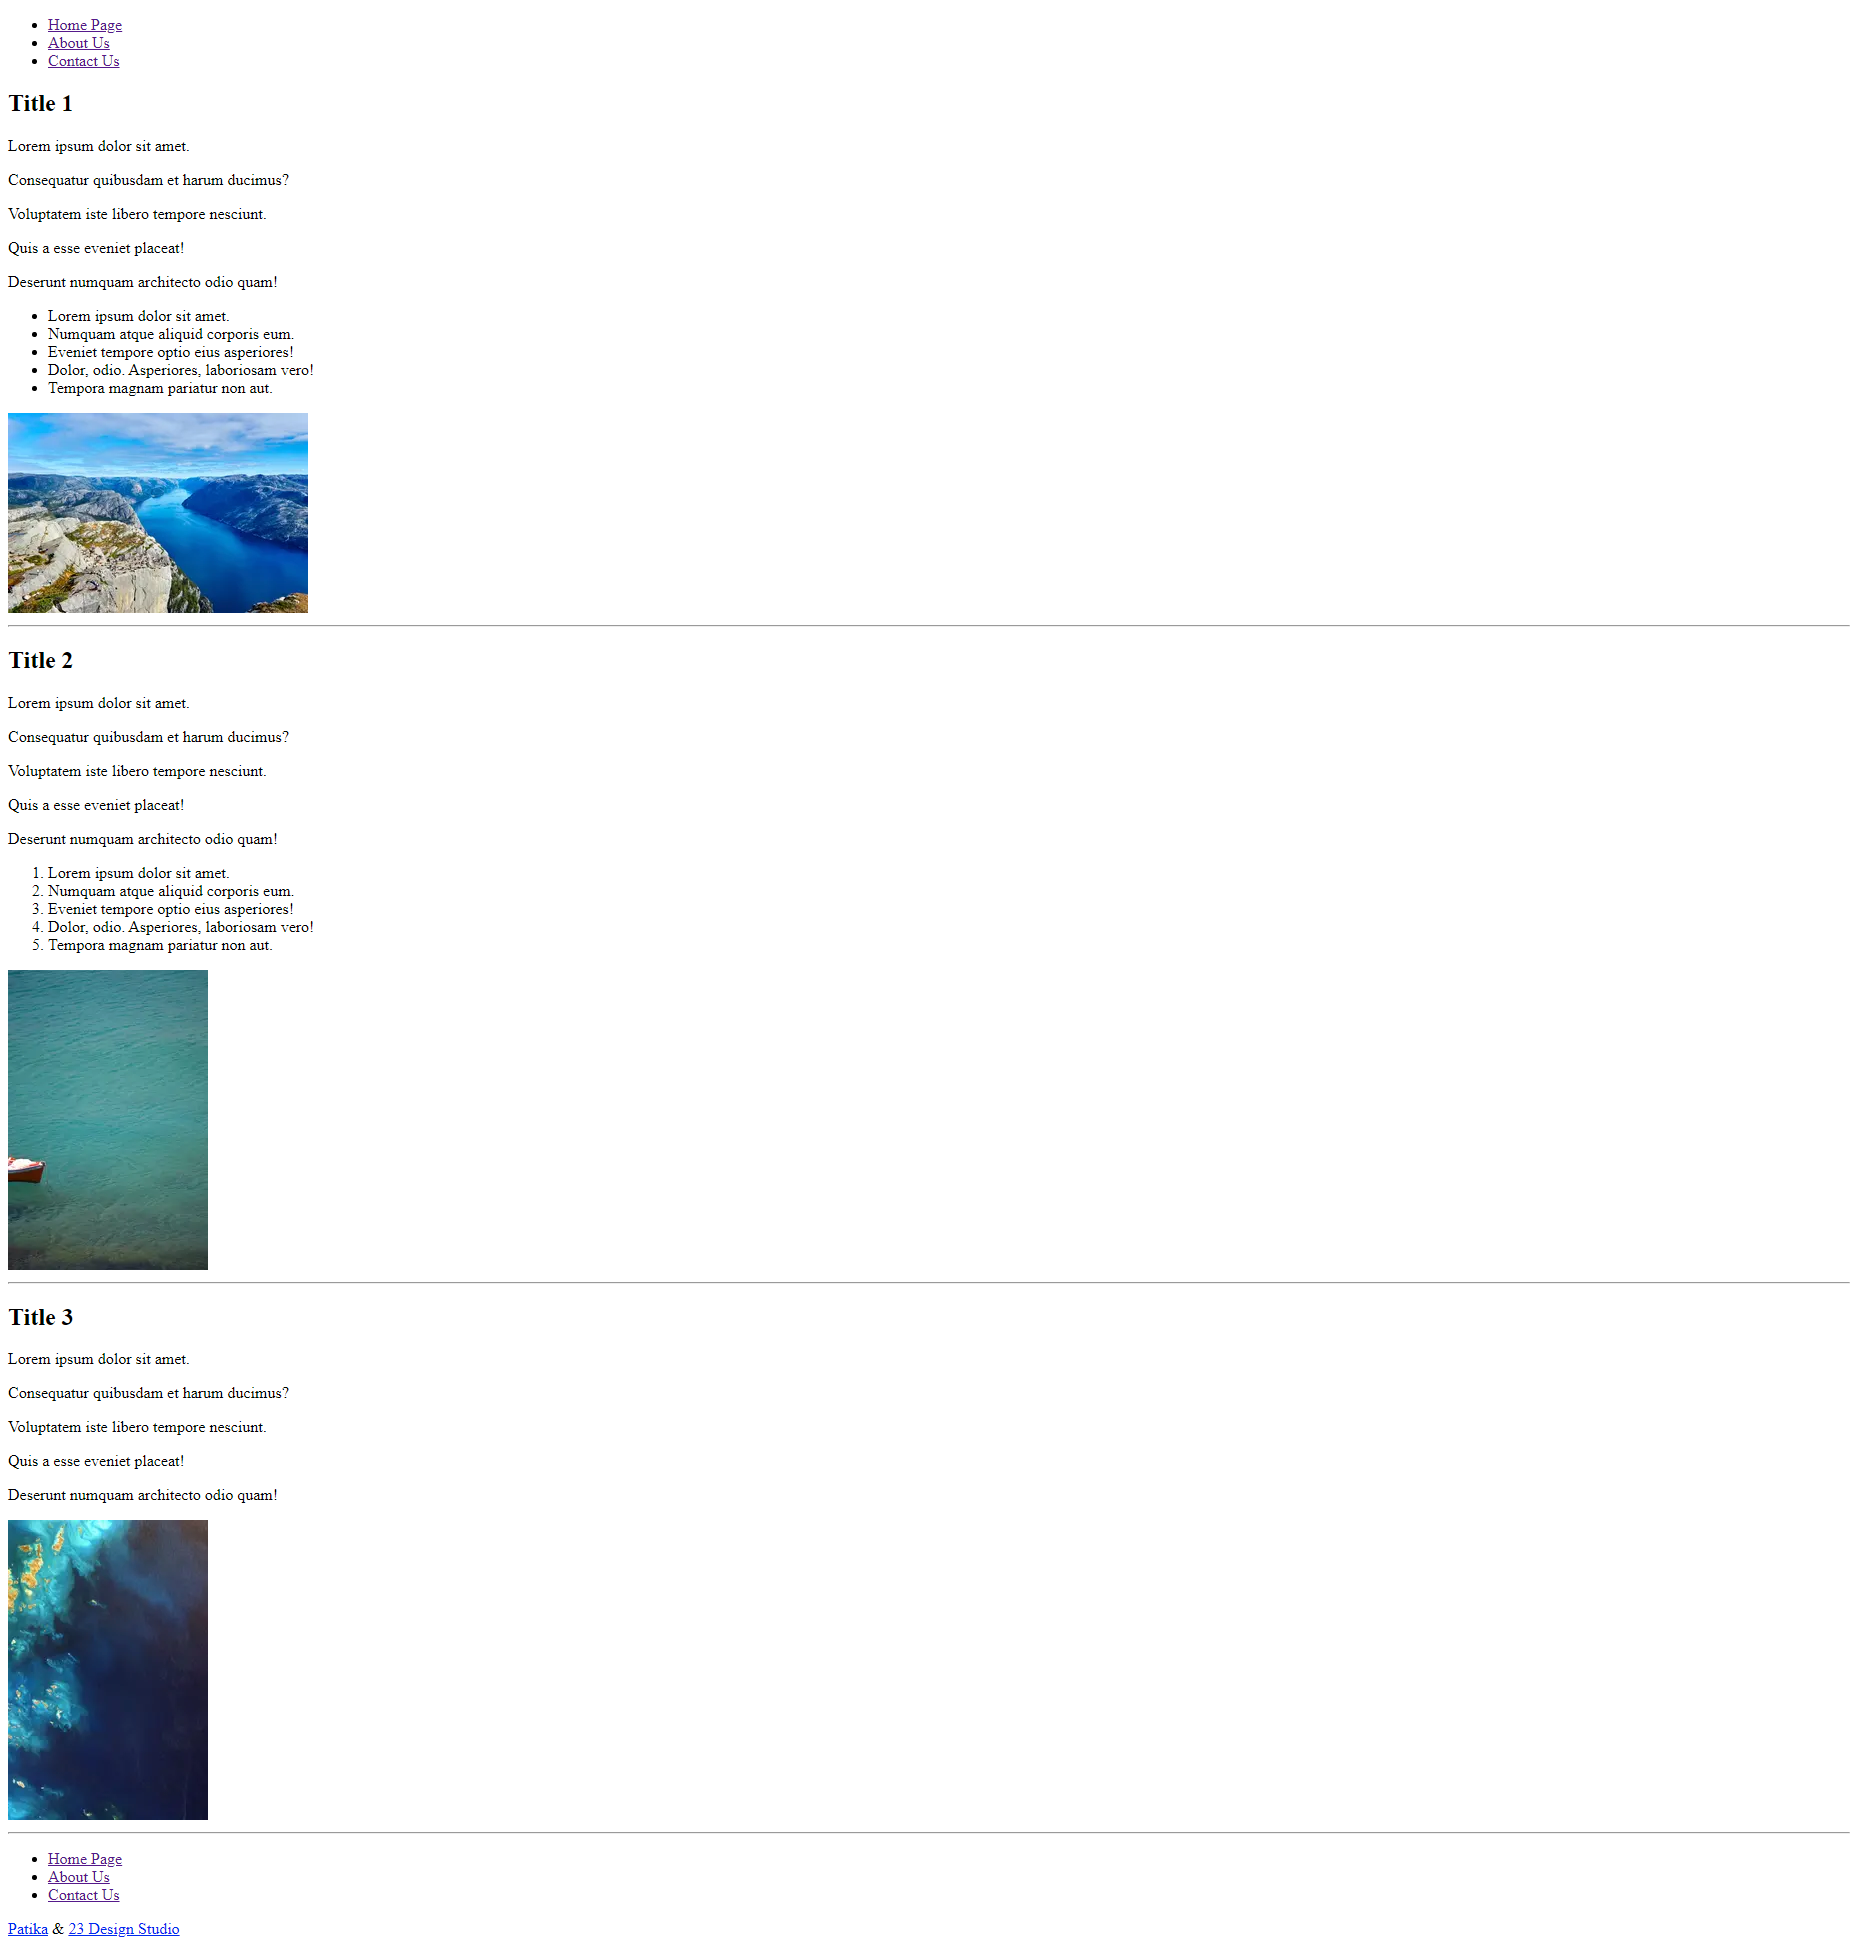 Home Page
About Us
Contact Us
Title 1
Lorem ipsum dolor sit amet.
Consequatur quibusdam et harum ducimus?
Voluptatem iste libero tempore nesciunt.
Quis a esse eveniet placeat!
Deserunt numquam architecto odio quam!
Lorem ipsum dolor sit amet.
Numquam atque aliquid corporis eum.
Eveniet tempore optio eius asperiores!
Dolor, odio. Asperiores, laboriosam vero!
Tempora magnam pariatur non aut.
Title 2
Lorem ipsum dolor sit amet.
Consequatur quibusdam et harum ducimus?
Voluptatem iste libero tempore nesciunt.
Quis a esse eveniet placeat!
Deserunt numquam architecto odio quam!
1. Lorem ipsum dolor sit amet.
2. Numquam atque aliquid corporis eum.
3. Eveniet tempore optio eius asperiores!
4. Dolor, odio. Asperiores, laboriosam vero!
5. Tempora magnam pariatur non aut.
Title 3
Lorem ipsum dolor sit amet.
Consequatur quibusdam et harum ducimus?
Voluptatem iste libero tempore nesciunt.
Quis a esse eveniet placeat!
Deserunt numquam architecto odio quam!
Home Page
About Us
Contact Us
Patika & 23 Design Studio